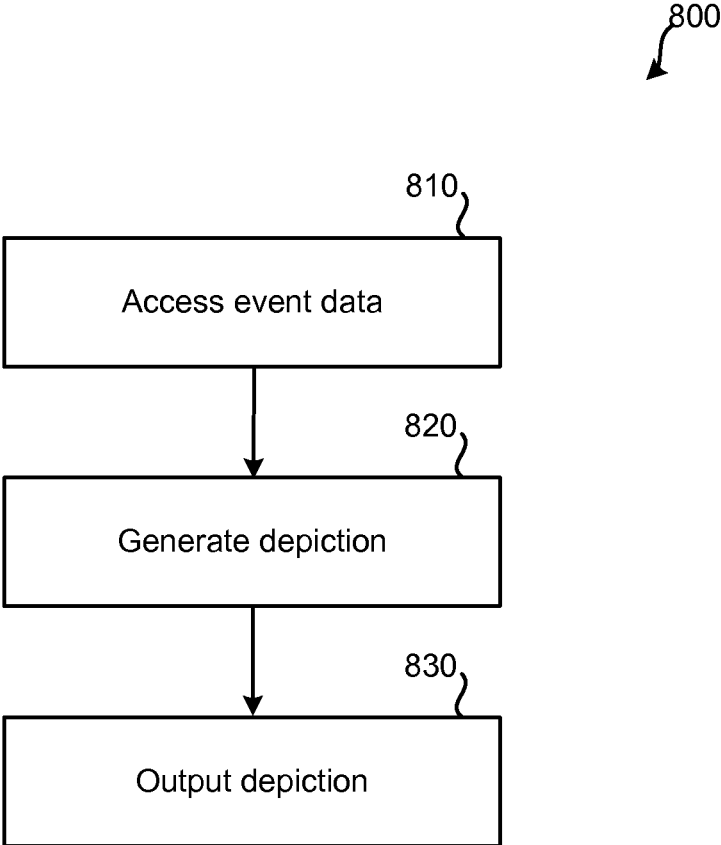 800
810
Access event data
820
Generate depiction
830
Output depiction